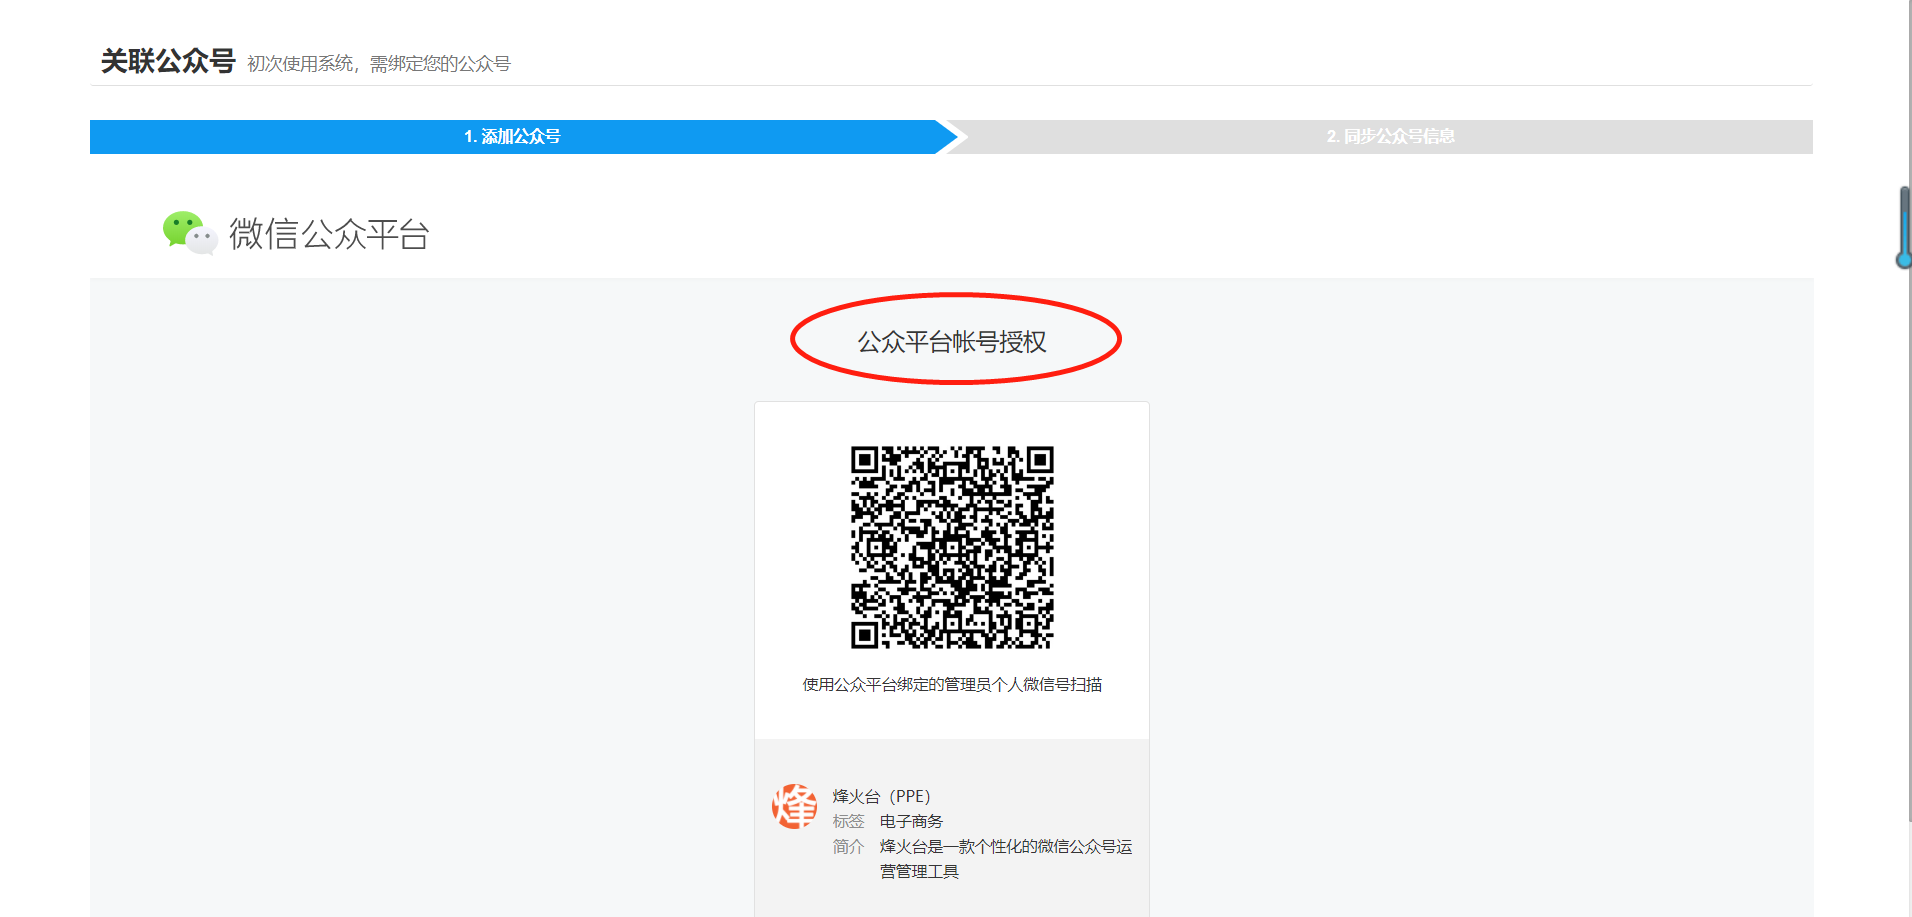 关联公众号 初次使用系统，需绑定您的公众号
1. 添加公众号
2. 同步公众号信息
微信公众平台
公众平台帐号授权
使用公众平台绑定的管理员个人微信号扫描
烽
烽火台（PPE）
标签 电子商务
简介 烽火台是一款个性化的微信公众号运
营管理工具